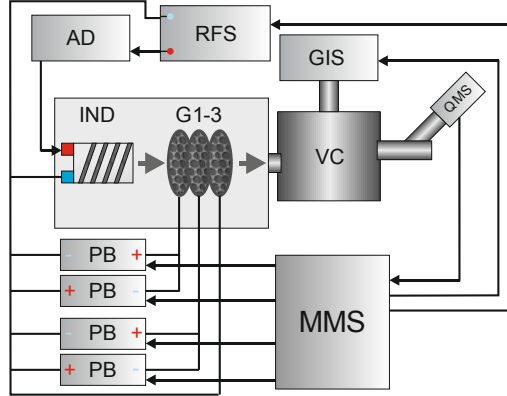 AD
RFS
GIS
QMS
IND
G1-3
VC
- PB +
+ PB -
- PB +
+ PB -
MMS